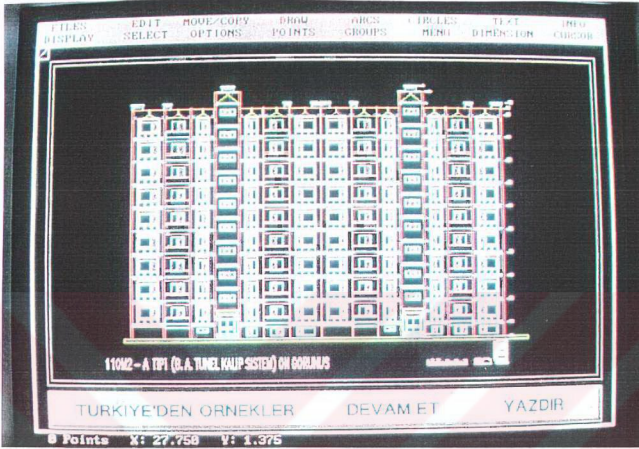 FILES EDIT MOVE/COPY DRAW ARCS CIRCLES TEXT INFO
DISPLAY SELECT OPTIONS POINTS GROUPS MENU DIMENSION CURSOR
110M2-A TIPI (B.A. TUNEL KALIP SISTEM) ON GORUNUS
TURKIYE'DEN ORNEKLER DEVAM ET YAZDIR
0 Points X: 27.750 Y: 1.375